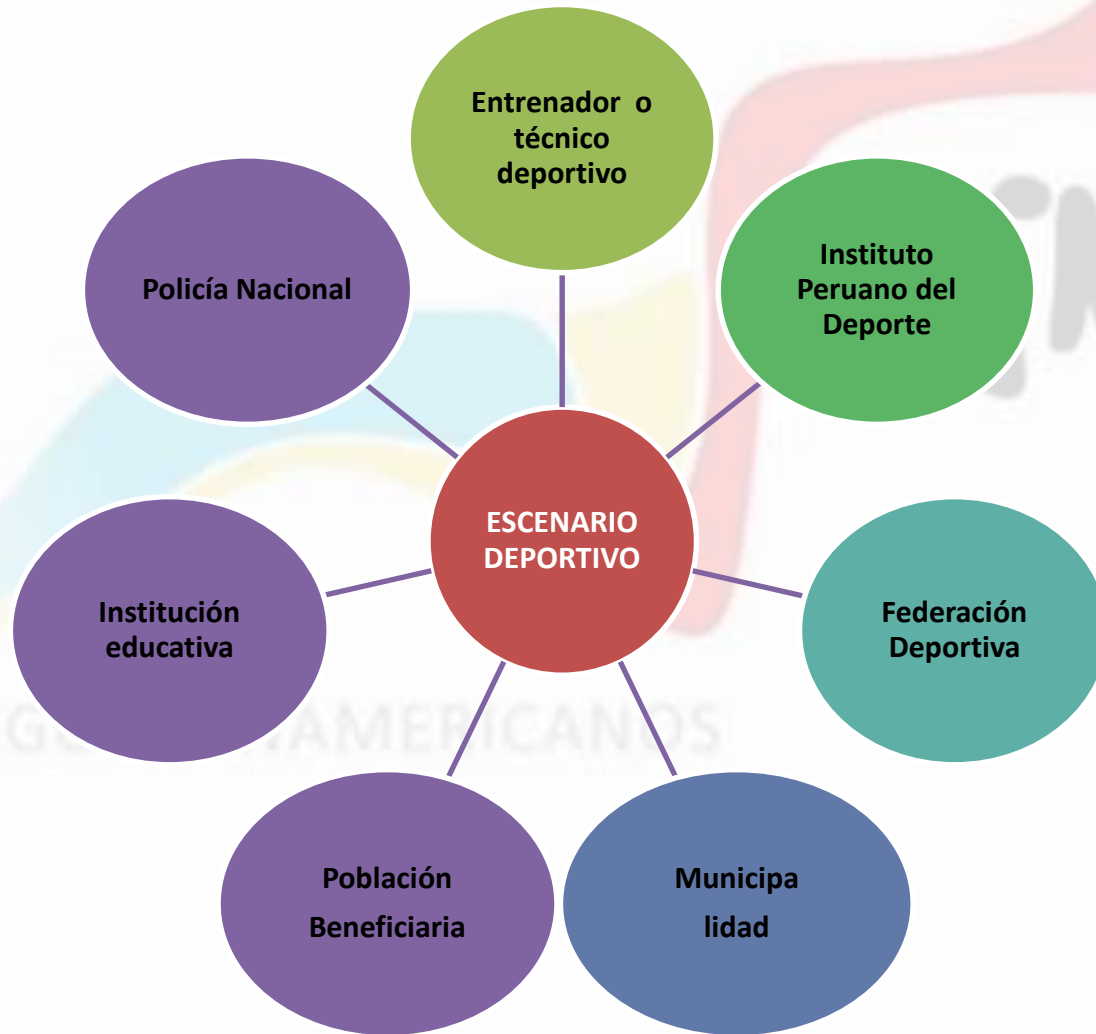 Entrenador o
técnico
deportivo
Instituto
Peruano del
Deporte
Federación
Deportiva
Municipa
lidad
Población
Beneficiaria
Institución
educativa
Policía Nacional
ESCENARIO
DEPORTIVO
AMERICANOS